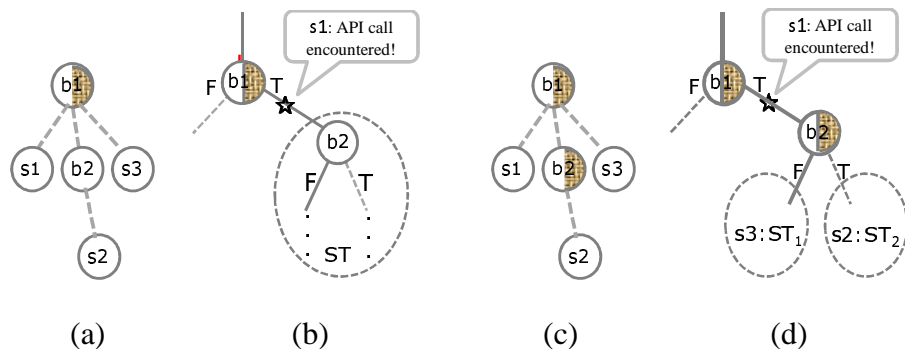 b1
s1
b2
s3
s2
(a)
s1: API call
encountered!
F
b1
T
b2
F
T
ST
(b)
b1
s1
b2
s3
s2
(c)
s1: API call
encountered!
F
b1
T
b2
F
T
s3:ST₁
s2:ST₂
(d)